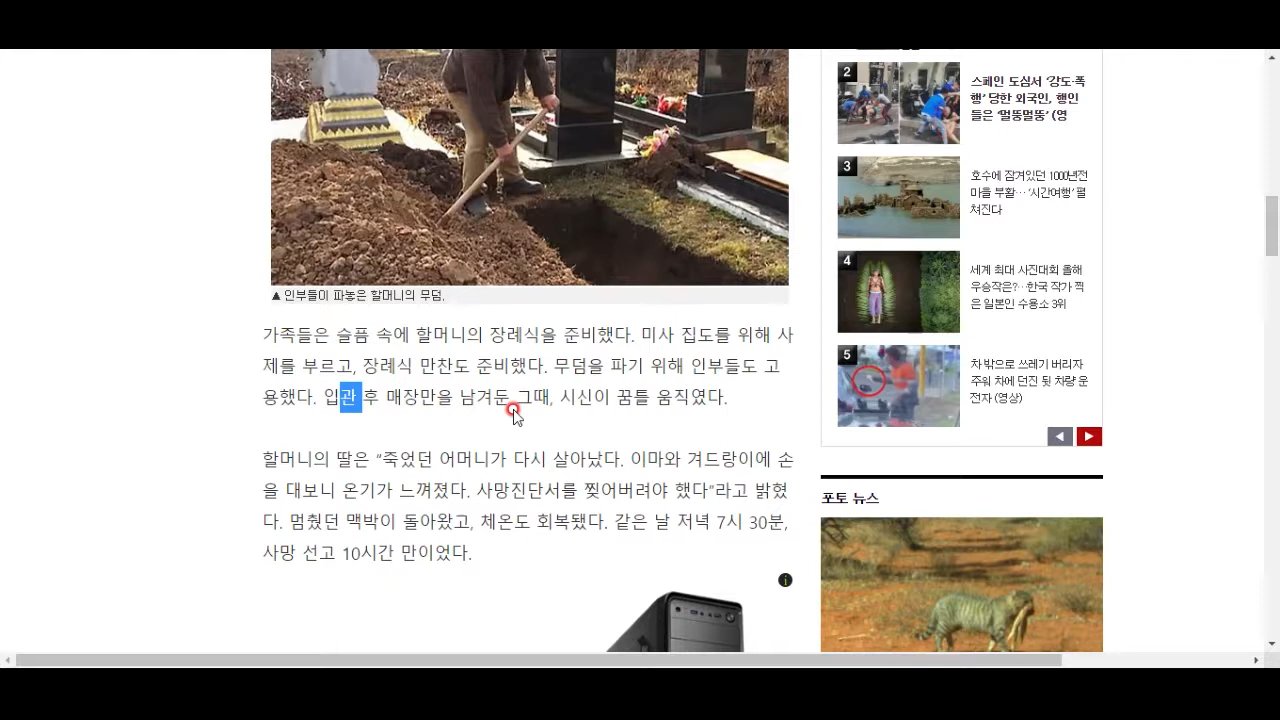 ▲ 인부들이 파놓은 할머니의 무덤.
가족들은 슬픔 속에 할머니의 장례식을 준비했다. 미사 집도를 위해 사
제를 부르고, 장례식 만찬도 준비했다. 무덤을 파기 위해 인부들도 고
용했다. 입관 후 매장만을 남겨둔 그때, 시신이 꿈틀 움직였다.
할머니의 딸은 “죽었던 어머니가 다시 살아났다. 이마와 겨드랑이에 손
을 대보니 온기가 느껴졌다. 사망진단서를 찢어버려야 했다”라고 밝혔
다. 멈췄던 맥박이 돌아왔고, 체온도 회복됐다. 같은 날 저녁 7시 30분,
사망 선고 10시간 만이었다.
2
스페인 도심서 ‘강도·폭
행’ 당한 외국인, 행인
들은 ‘멀뚱멀뚱’ (영
3
호수에 잠겨있던 1000년전
마을 부활… ‘시간여행’ 펼
쳐진다
4
세계 최대 사진대회 올해
우승작은?…한국 작가 찍
은 일본인 수용소 3위
5
차 밖으로 쓰레기 버리자
주워 차에 던진 뒤 차량 운
전자 (영상)
포토 뉴스